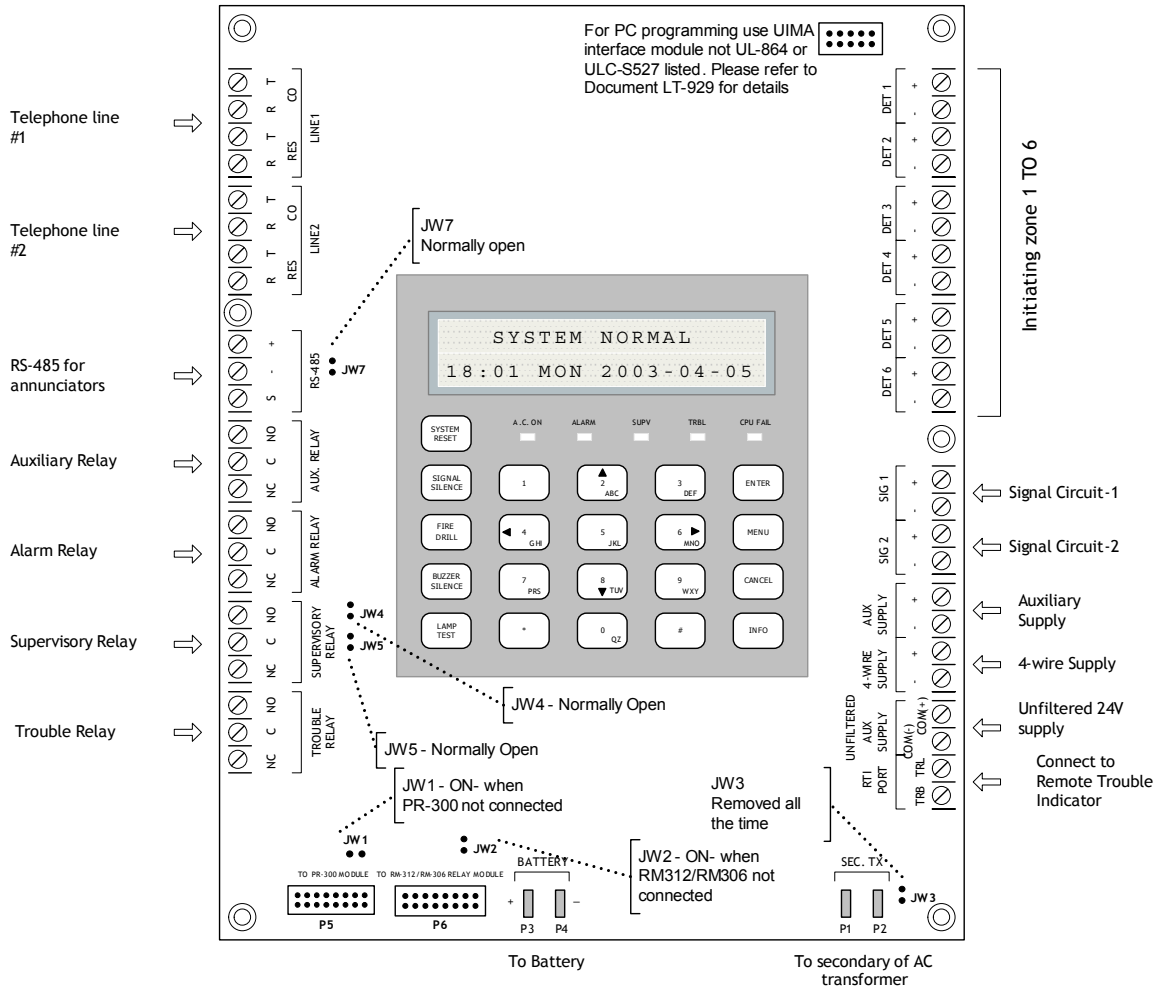 For PC programming use UIMA
interface module not UL-864 or
ULC-S527 listed. Please refer to
Document LT-929 for details
Telephone line
#1
T
R
T
R
CO
RES
LINE1
Telephone line
#2
T
R
T
R
CO
RES
LINE2
JW7
Normally open
RS-485 for
annunciators
+
-
S
RS-485
JW7
Auxiliary Relay
NO
C
NC
AUX. RELAY
Alarm Relay
NO
C
NC
ALARM RELAY
Supervisory Relay
NO
C
NC
SUPERVISORY
RELAY
JW4
JW5
Trouble Relay
NO
C
NC
TROUBLE
RELAY
SYSTEM NORMAL
18:01 MON 2003-04-05
SYSTEM
RESET
A.C. ON
ALARM
SUPV
TRBL
CPU FAIL
SIGNAL
SILENCE
1
2
ABC
3
DEF
ENTER
FIRE
DRILL
4
GHI
5
JKL
6
MNO
MENU
BUZZER
SILENCE
7
PRS
8
TUV
9
WXY
CANCEL
LAMP
TEST
*
0
QZ
#
INFO
JW4 - Normally Open
JW5 - Normally Open
JW1 - ON- when
PR-300 not connected
JW3
Removed all
the time
JW2 - ON- when
RM312/RM306 not
connected
JW1
JW2
TO PR-300 MODULE
TO RM-312/RM-306 RELAY MODULE
P5
P6
BATTERY
+
–
P3
P4
To Battery
SEC. TX
P1
P2
JW3
To secondary of AC
transformer
DET 1
+
-
DET 2
+
-
DET 3
+
-
DET 4
+
-
DET 5
+
-
DET 6
+
-
Initiating zone 1 TO 6
SIG 1
+
-
Signal Circuit-1
SIG 2
+
-
Signal Circuit-2
AUX
SUPPLY
+
-
Auxiliary
Supply
4-WIRE
SUPPLY
+
-
4-wire Supply
UNFILTERED
AUX
SUPPLY
COM(-)
COM(+)
Unfiltered 24V
supply
RTI
PORT
TRB
TRL
Connect to
Remote Trouble
Indicator